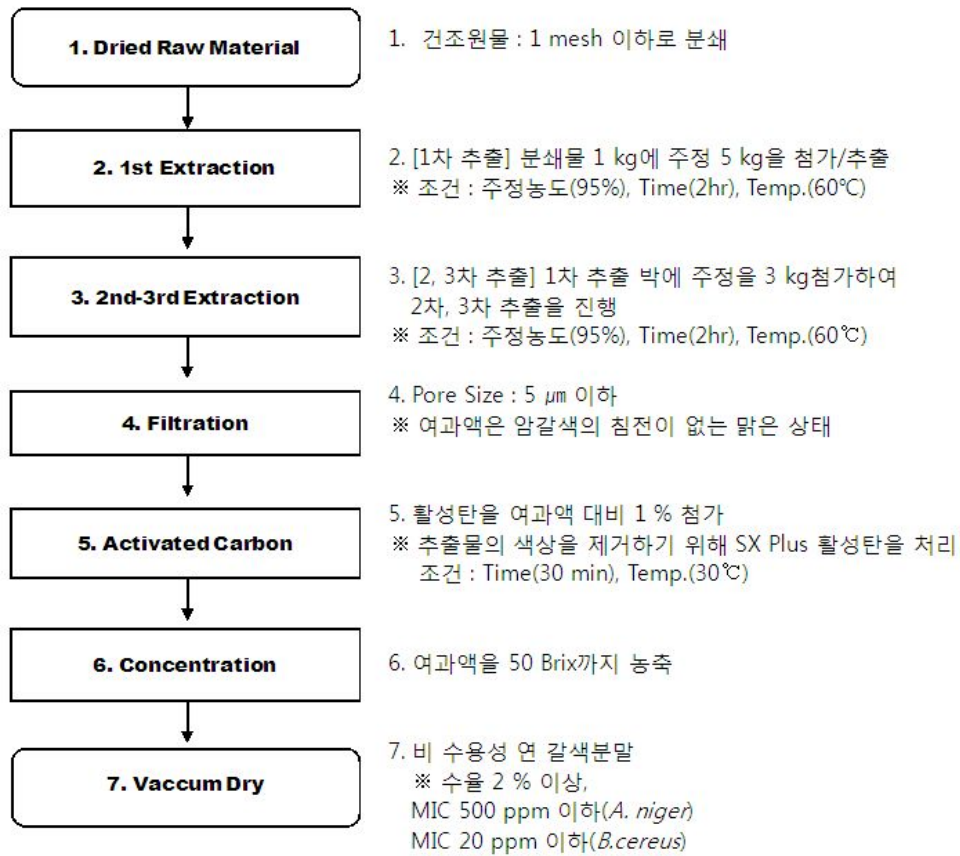 1. Dried Raw Material
1. 건조원물 : 1 mesh 이하로 분쇄
2. 1st Extraction
2. [1차 추출] 분쇄물 1 kg에 주정 5 kg을 첨가/추출
※ 조건 : 주정농도(95%), Time(2hr), Temp.(60℃)
3. 2nd-3rd Extraction
3. [2, 3차 추출] 1차 추출 박에 주정을 3 kg첨가하여
2차, 3차 추출을 진행
※ 조건 : 주정농도(95%), Time(2hr), Temp.(60℃)
4. Filtration
4. Pore Size : 5 μm 이하
※ 여과액은 암갈색의 침전이 없는 맑은 상태
5. Activated Carbon
5. 활성탄을 여과액 대비 1 % 첨가
※ 추출물의 색상을 제거하기 위해 SX Plus 활성탄을 처리
조건 : Time(30 min), Temp.(30℃)
6. Concentration
6. 여과액을 50 Brix까지 농축
7. Vaccum Dry
7. 비 수용성 연 갈색분말
※ 수율 2 % 이상,
MIC 500 ppm 이하(A. niger)
MIC 20 ppm 이하(B.cereus)